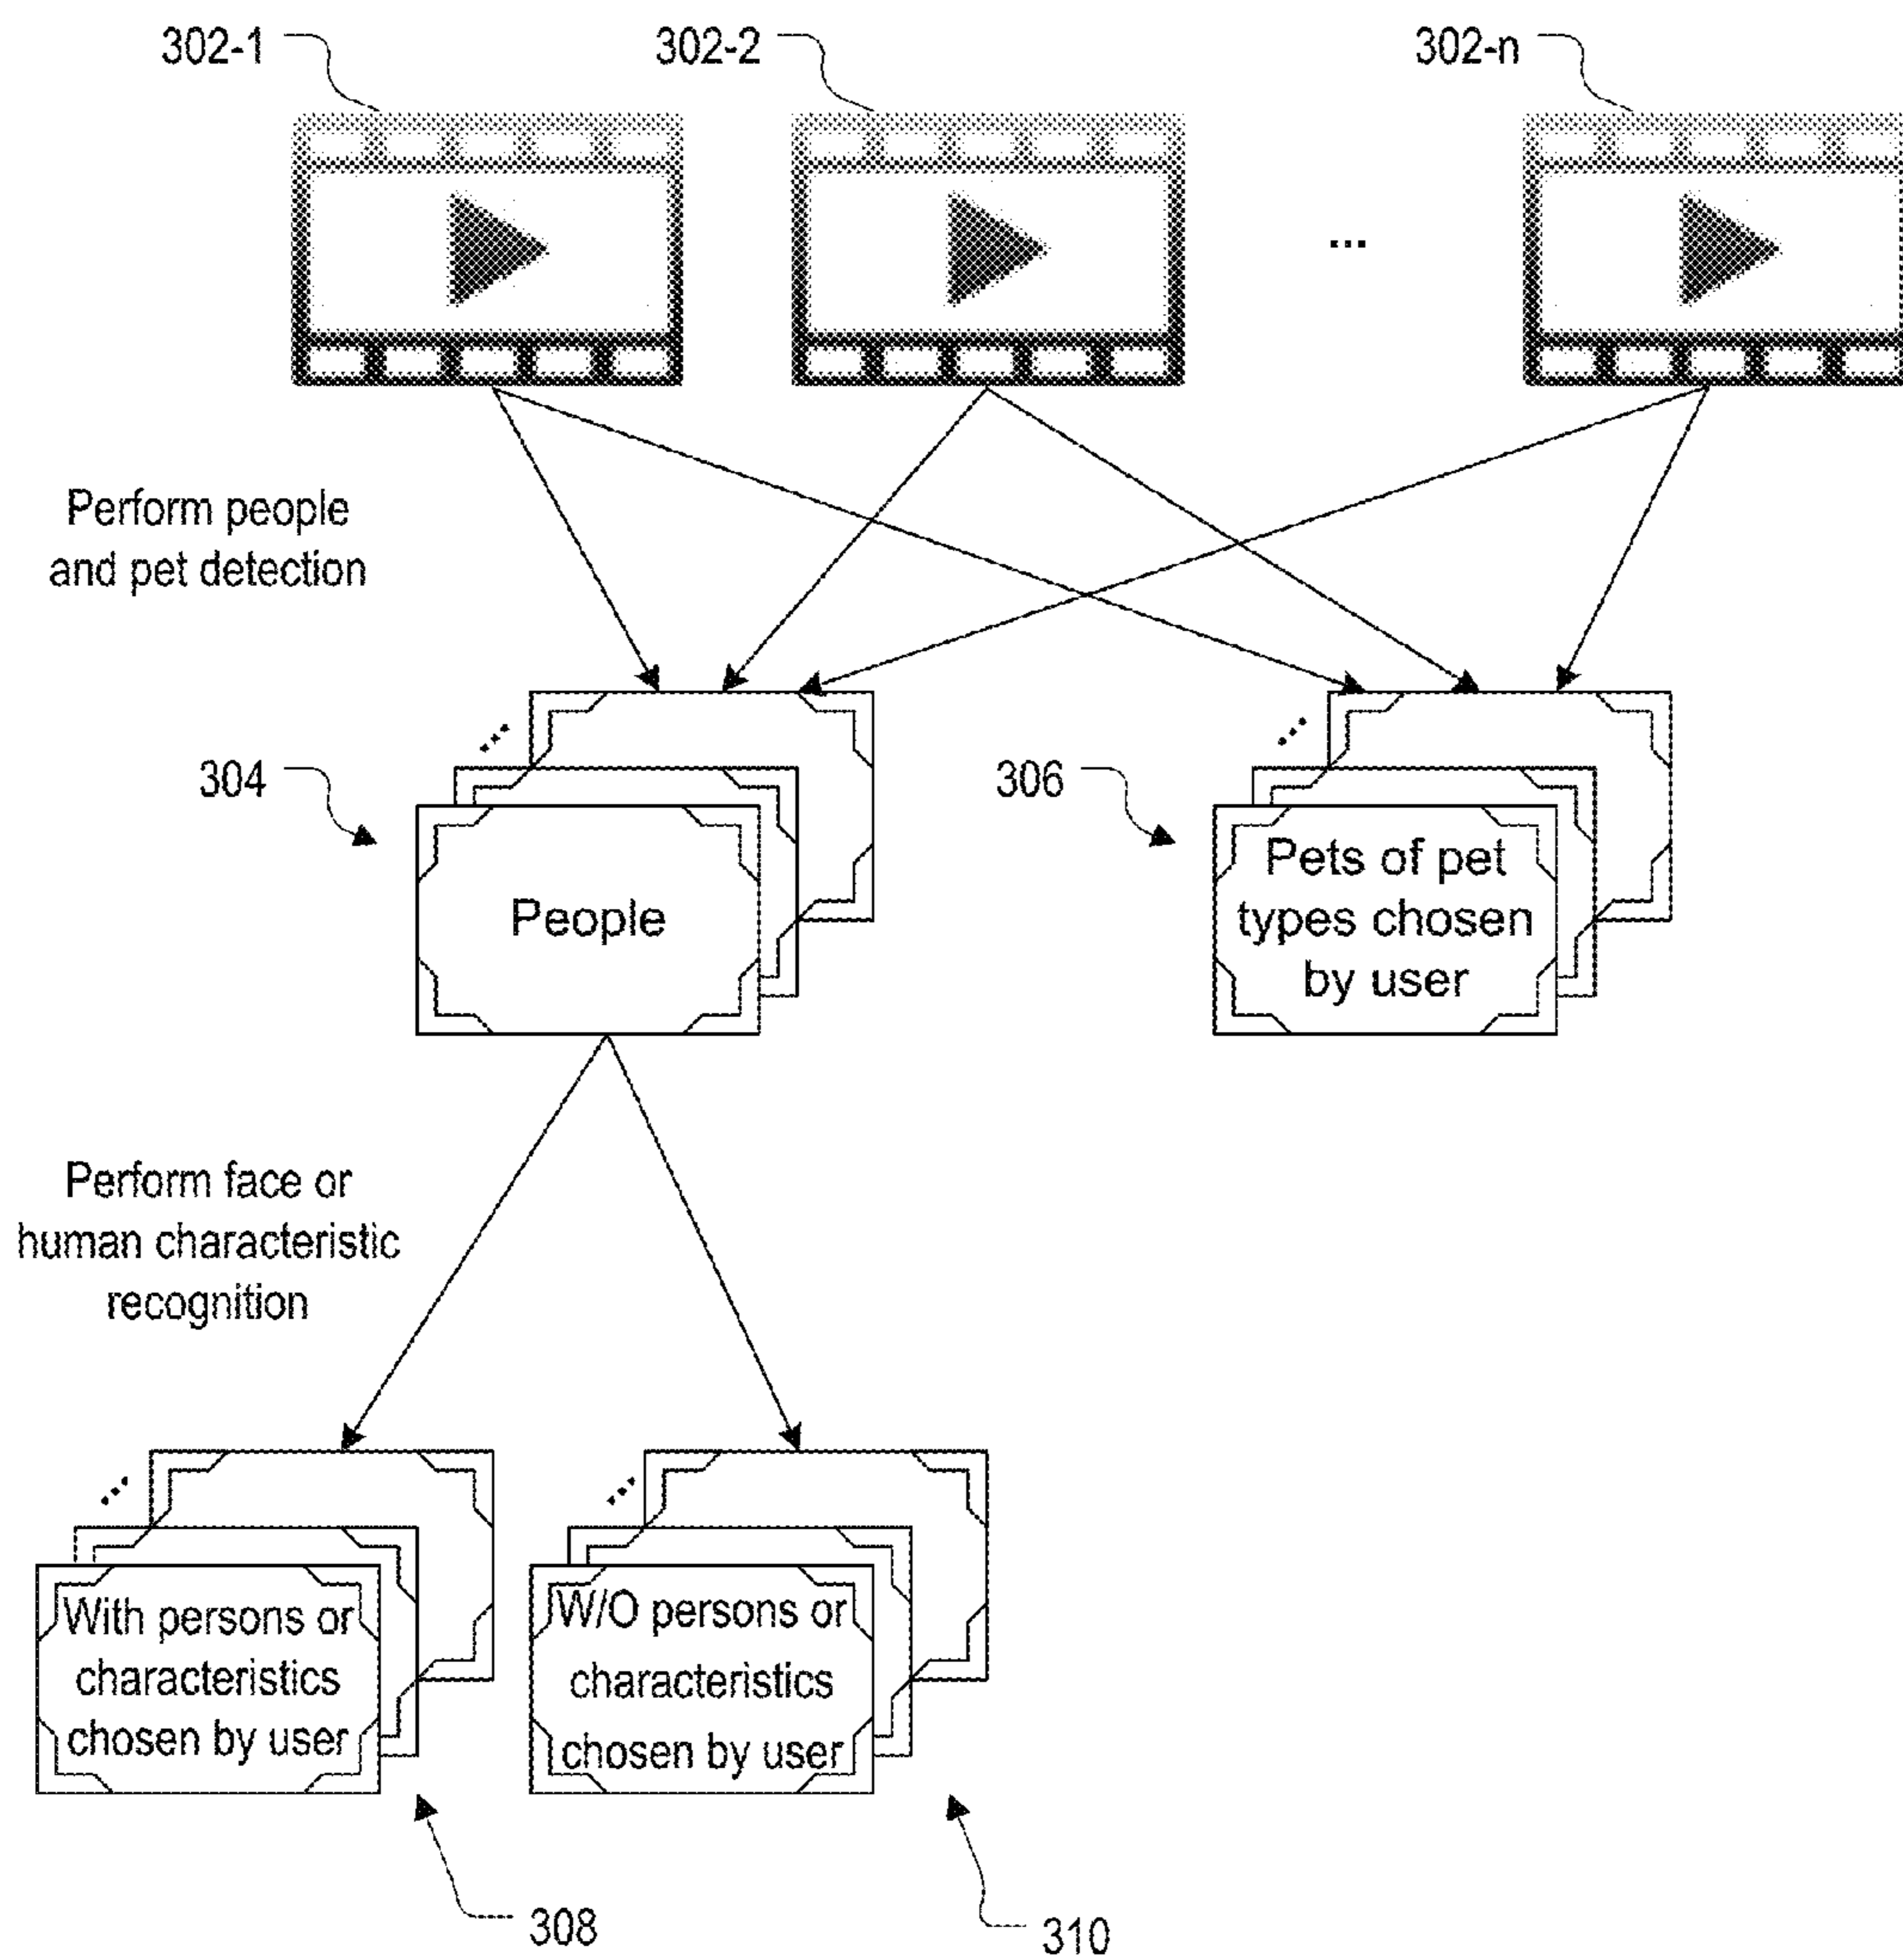 302-1
302-2
302-n
...
Perform people
and pet detection
304
306
People
Pets of pet
types chosen
by user
Perform face or
human characteristic
recognition
With persons or
characteristics
chosen by user
W/O persons or
characteristics
chosen by user
308
310